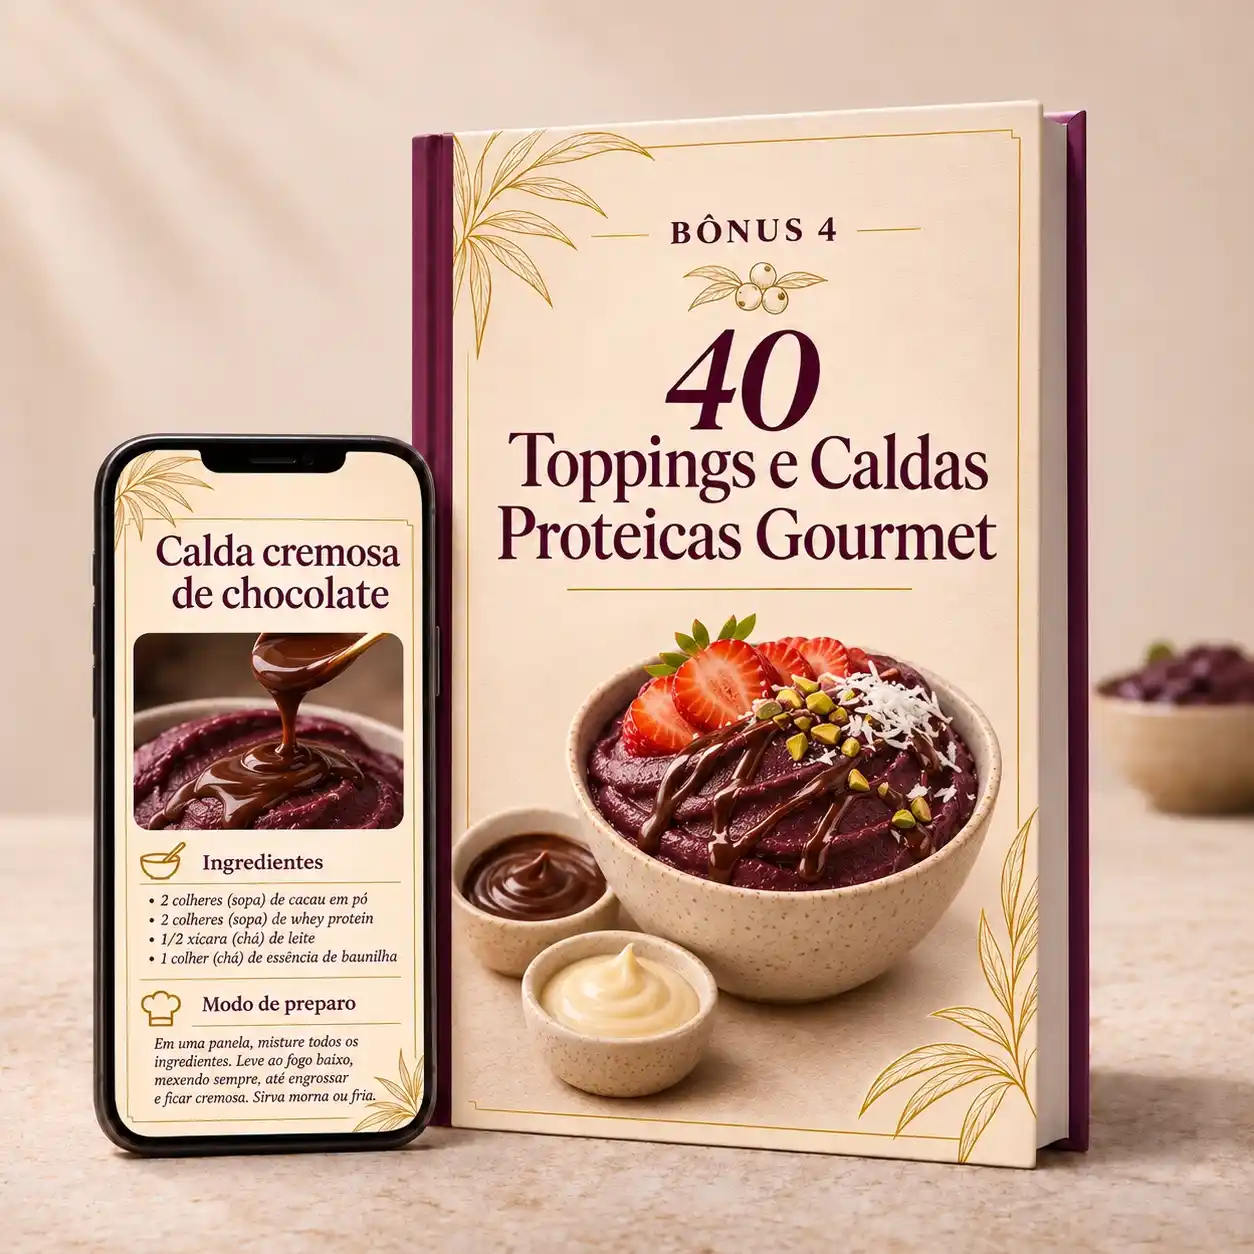 BÔNUS 4
40
Toppings e Caldas
Proteicas Gourmet
Calda cremosa
de chocolate
Ingredientes
• 2 colheres (sopa) de cacau em pó
• 2 colheres (sopa) de whey protein
• 1/2 xícara (chá) de leite
• 1 colher (chá) de essência de baunilha
Modo de preparo
Em uma panela, misture todos os
ingredientes. Leve ao fogo baixo,
mexendo sempre, até engrossar
e ficar cremosa. Sirva morna ou fria.